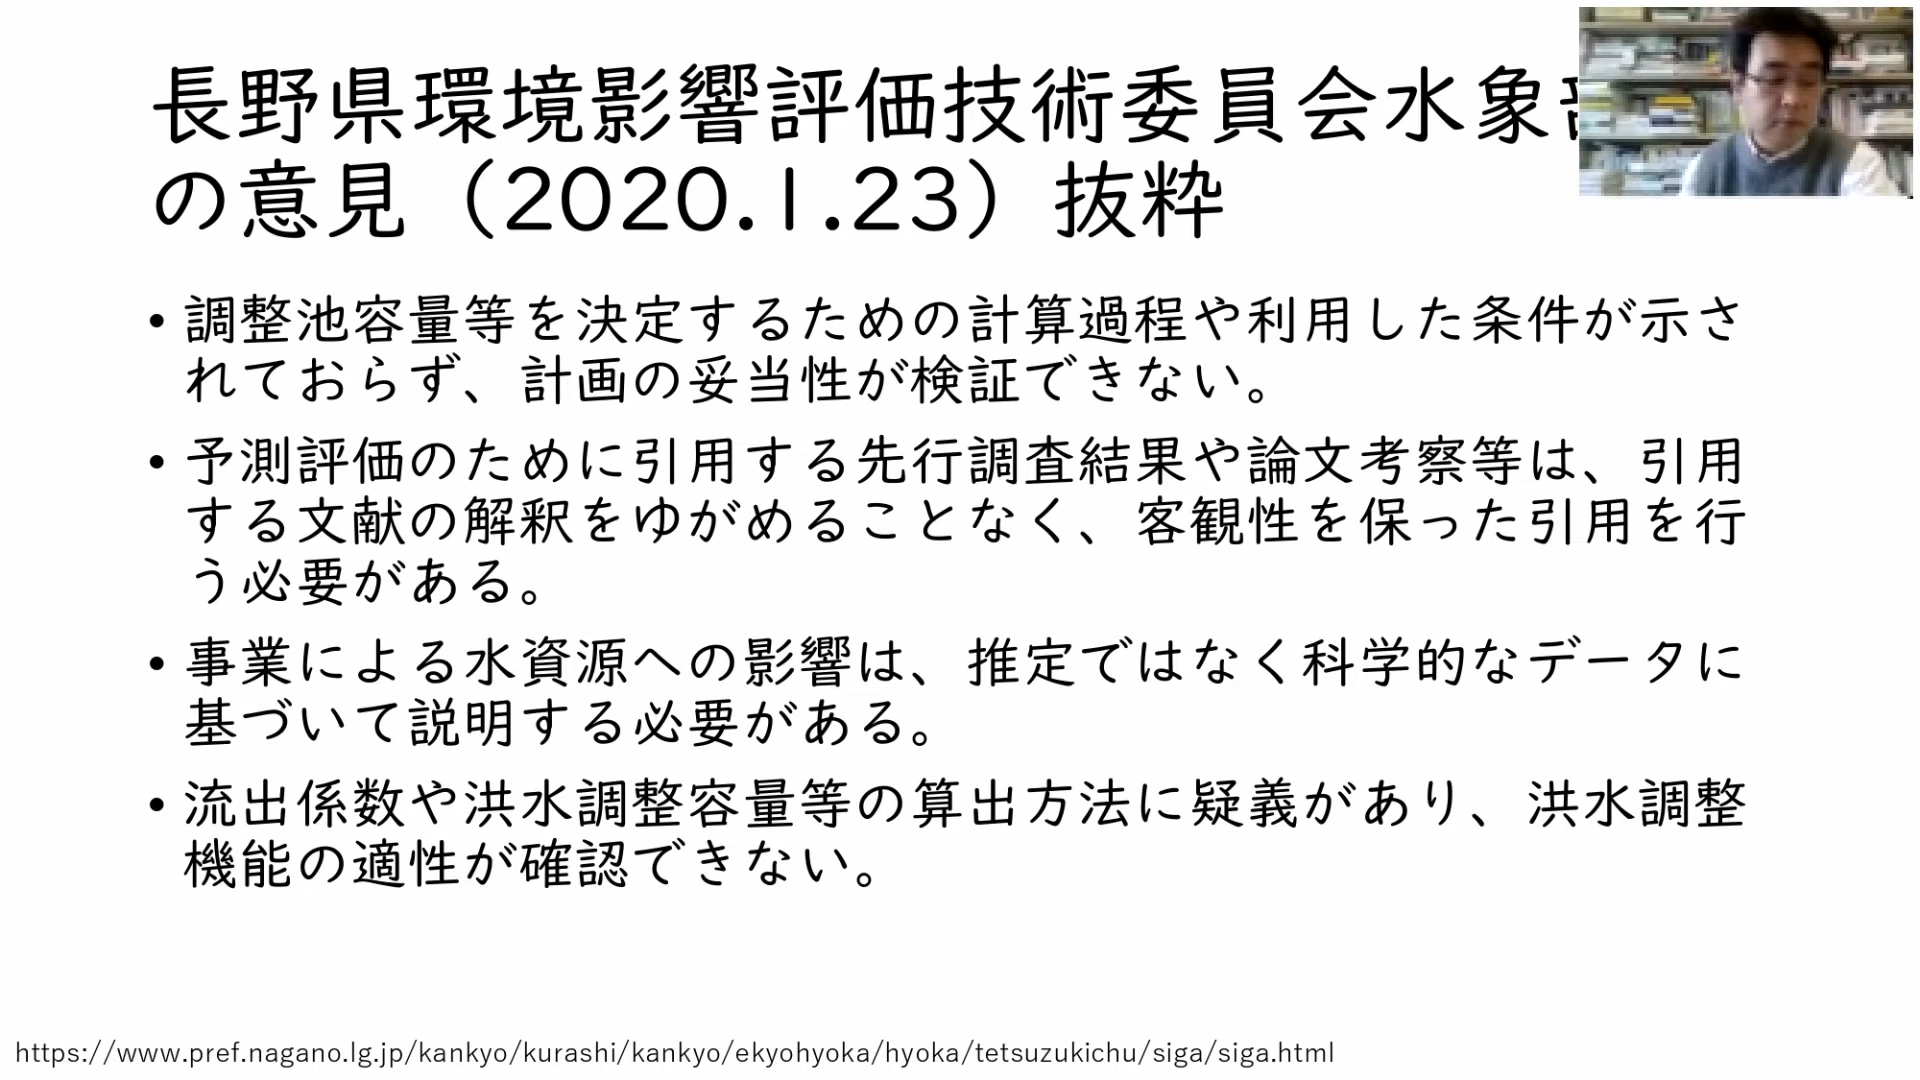 長野県環境影響評価技術委員会水象
の意見（2020.1.23）抜粋
• 調整池容量等を決定するための計算過程や利用した条件が示さ
れておらず、計画の妥当性が検証できない。
• 予測評価のために引用する先行調査結果や論文考察等は、引用
する文献の解釈をゆがめることなく、客観性を保った引用を行
う必要がある。
• 事業による水資源への影響は、推定ではなく科学的なデータに
基づいて説明する必要がある。
• 流出係数や洪水調整容量等の算出方法に疑義があり、洪水調整
機能の適性が確認できない。
https://www.pref.nagano.lg.jp/kankyo/kurashi/kankyo/ekyohyoka/hyoka/tetsuzukichu/siga/siga.html